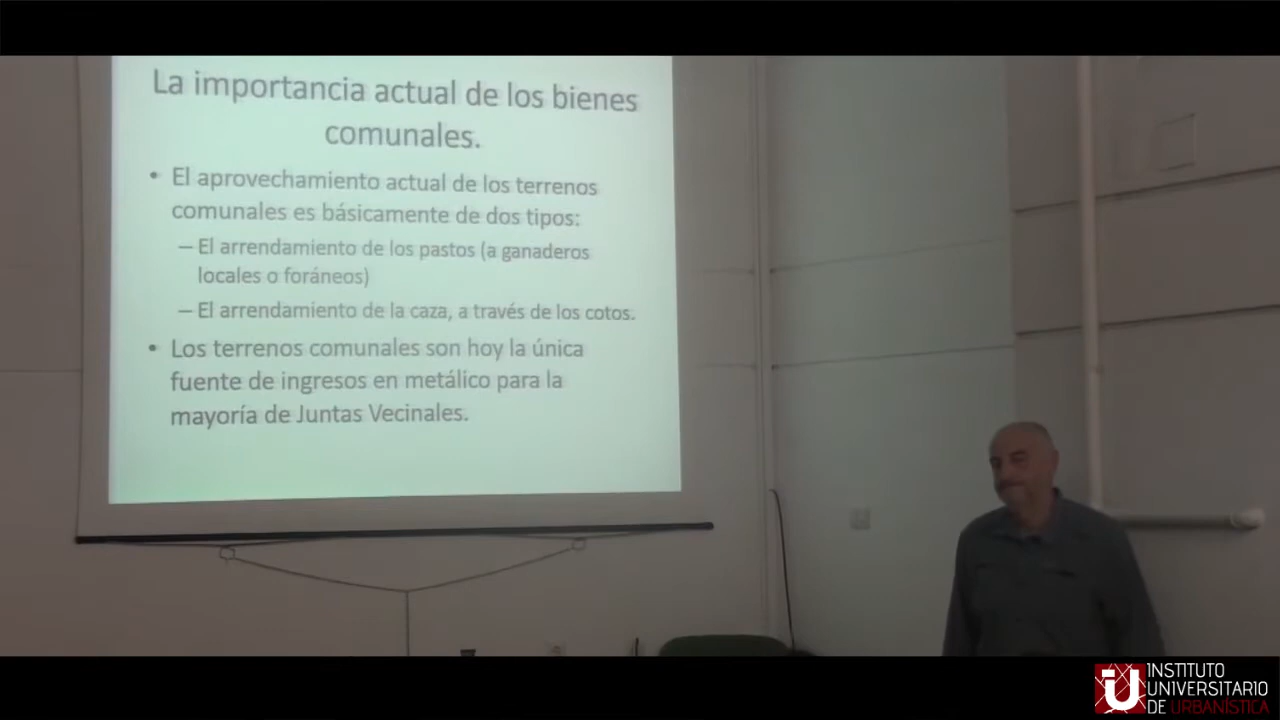 La importancia actual de los bienes
comunales.
• El aprovechamiento actual de los terrenos
comunales es básicamente de dos tipos:
– El arrendamiento de los pastos (a ganaderos
locales o foráneos)
– El arrendamiento de la caza, a través de los cotos.
• Los terrenos comunales son hoy la única
fuente de ingresos en metálico para la
mayoría de Juntas Vecinales.
iU INSTITUTO
UNIVERSITARIO
DE URBANÍSTICA